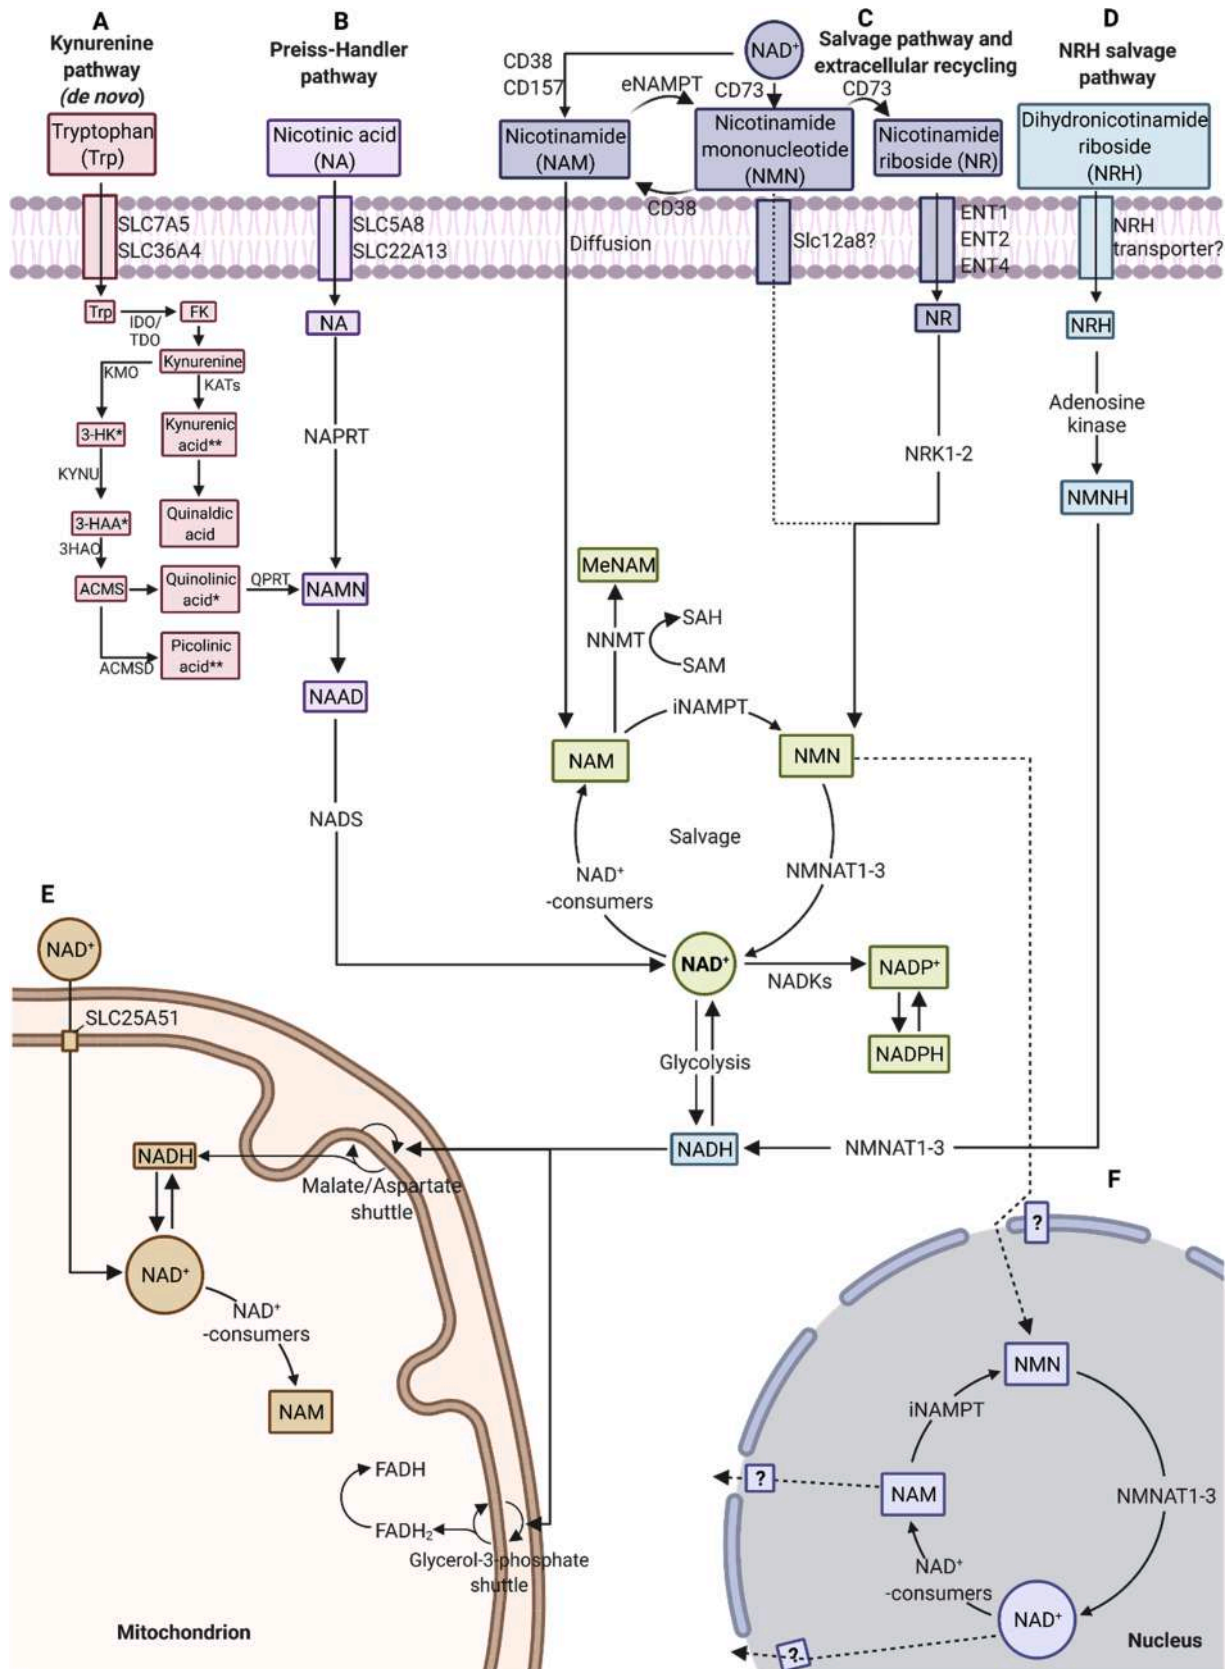 A
Kynurenine
pathway
(de novo)
Tryptophan
(Trp)
SLC7A5
SLC36A4
Trp
IDO/
TDO
FK
Kynurenine
KMO
KATs
3-HK*
Kynurenic
acid**
KYNU
Quinaldic
acid
3-HAA*
3HAO
ACMS
Quinolinic
acid*
QPRT
ACMSD
Picolinic
acid**
B
Preiss-Handler
pathway
Nicotinic acid
(NA)
SLC5A8
SLC22A13
NA
NAPRT
NAMN
NAAD
NADS
C
Salvage pathway and
extracellular recycling
NAD+
CD38
CD157
eNAMPT
CD73
CD73
Nicotinamide
(NAM)
Nicotinamide
mononucleotide
(NMN)
Nicotinamide
riboside (NR)
CD38
Diffusion
Slc12a8?
ENT1
ENT2
ENT4
NR
NRK1-2
MeNAM
NNMT
SAH
SAM
iNAMPT
NAM
NMN
Salvage
NAD+
-consumers
NMNAT1-3
NAD+
NADKs
NADP+
NADPH
Glycolysis
NADH
NMNAT1-3
D
NRH salvage
pathway
Dihydronicotinamide
riboside
(NRH)
NRH
transporter?
NRH
Adenosine
kinase
NMNH
E
NAD+
SLC25A51
NADH
Malate/Aspartate
shuttle
NAD+
NAD+
-consumers
NAM
FADH
FADH2
Glycerol-3-phosphate
shuttle
Mitochondrion
F
?
NMN
iNAMPT
?
NAM
NMNAT1-3
NAD+
-consumers
NAD+
?
Nucleus